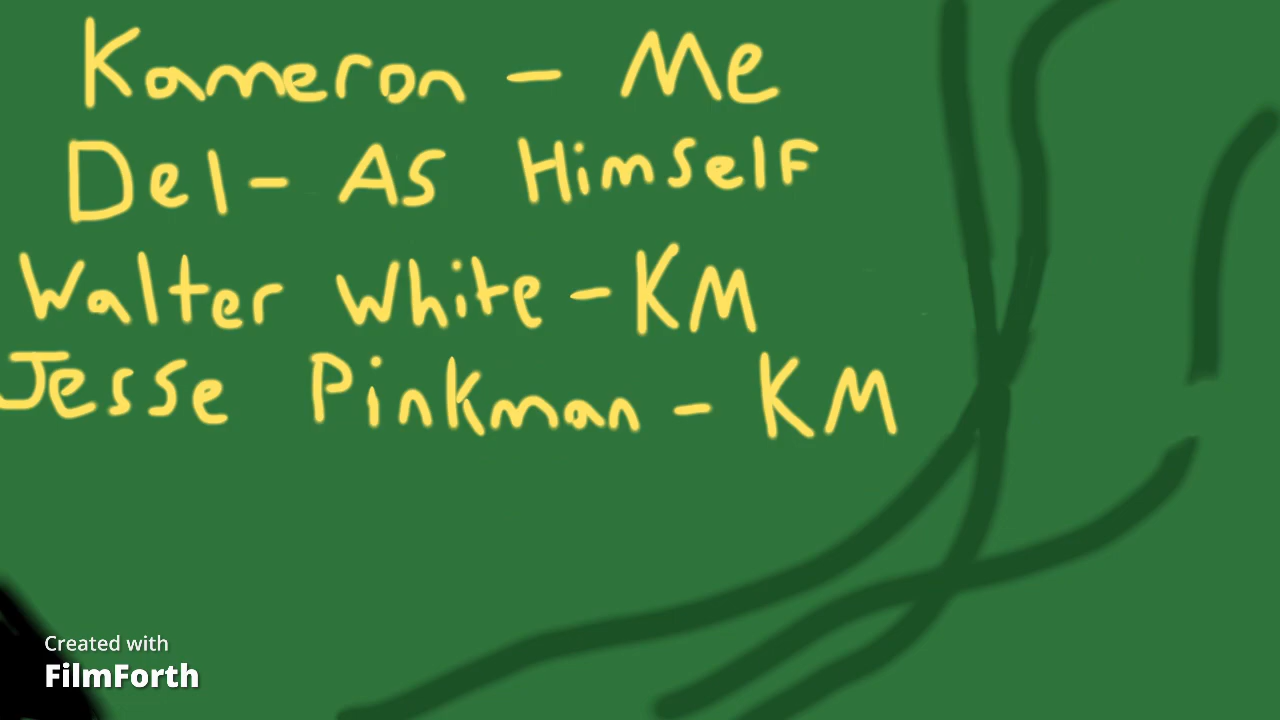 Kameron - Me
Del - As Himself
Walter White - KM
Jesse Pinkman - KM
Created with
FilmForth